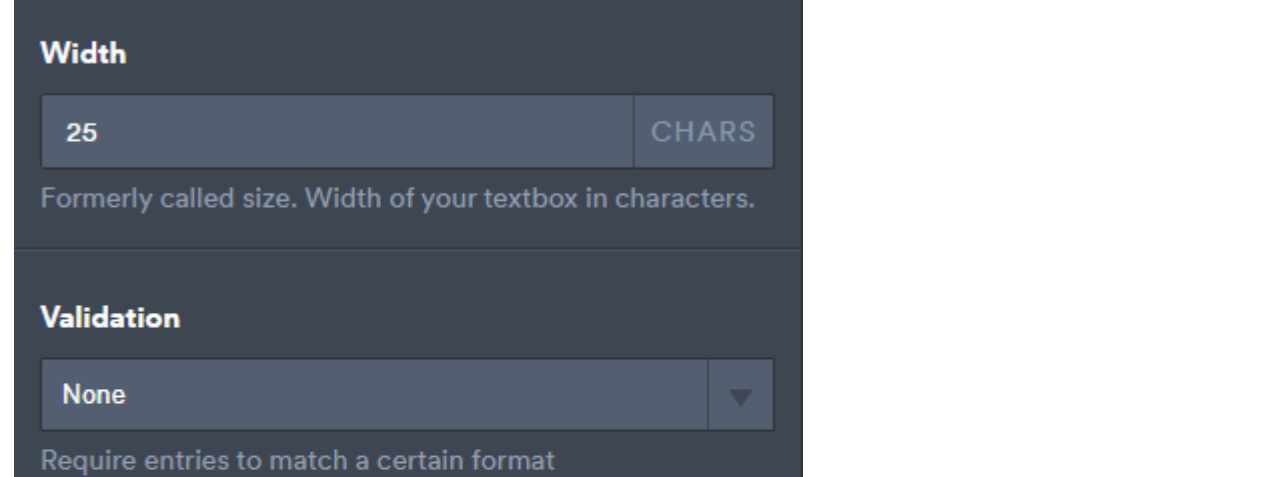 Width
25 CHARS
Formerly called size. Width of your textbox in characters.
Validation
None
Require entries to match a certain format